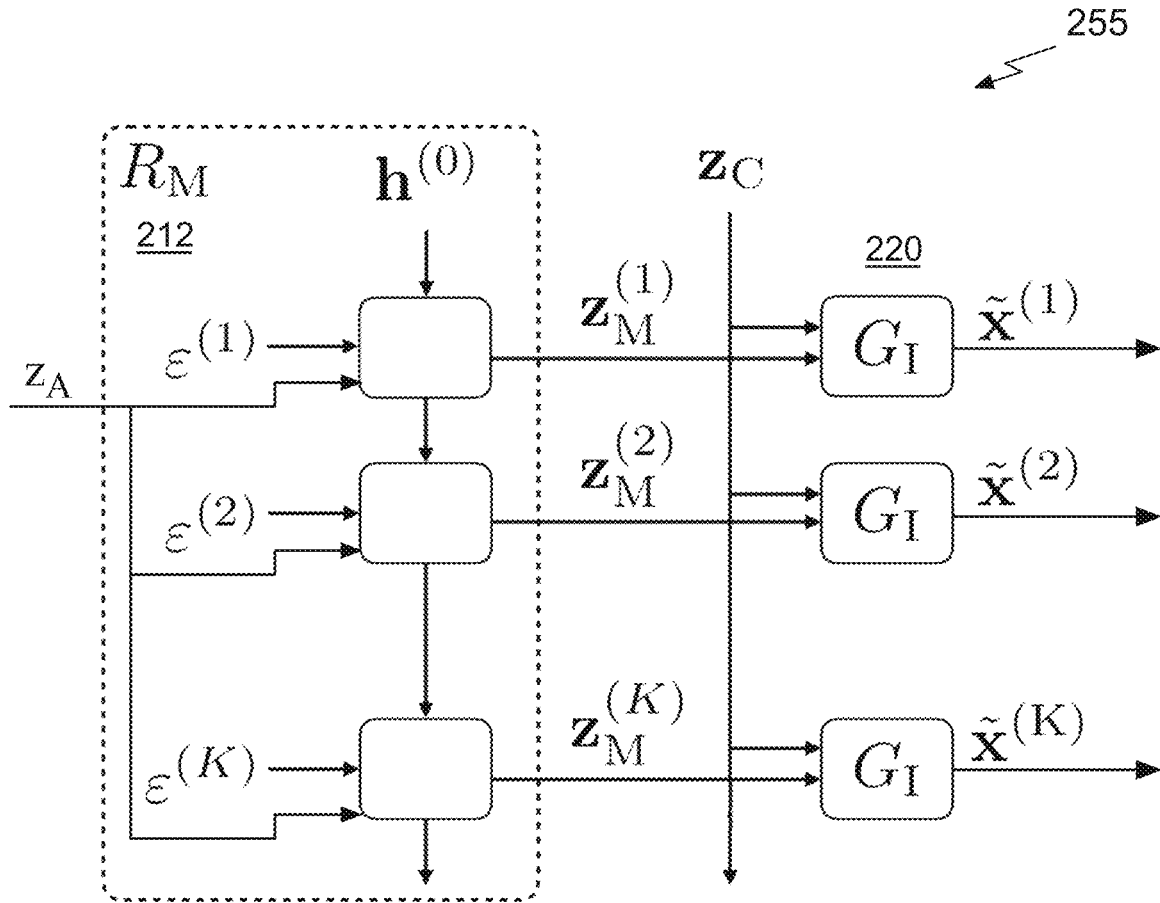 255
R_M h^(0) z_C
212
220
z_M^(1) x̃^(1)
ε^(1) G_I
z_A
z_M^(2) x̃^(2)
ε^(2) G_I
z_M^(K) x̃^(K)
ε^(K) G_I